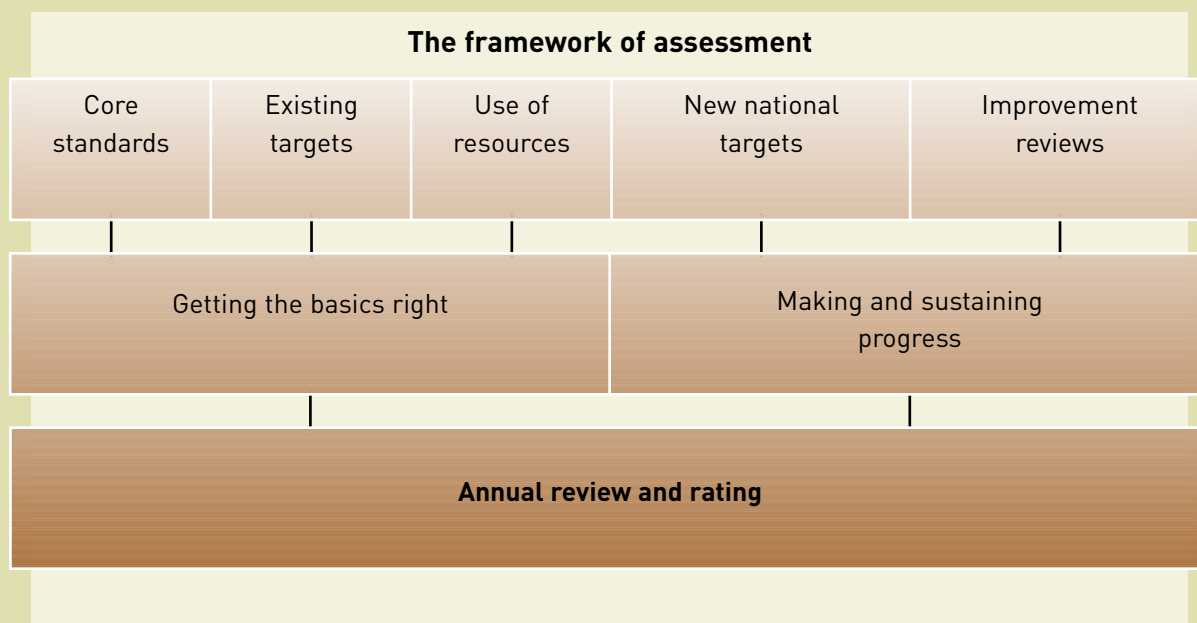 The framework of assessment
Core
standards
Existing
targets
Use of
resources
New national
targets
Improvement
reviews
Getting the basics right
Making and sustaining
progress
Annual review and rating